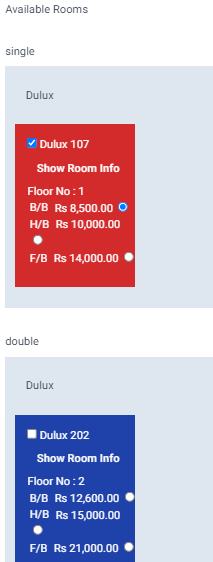 Available Rooms
single
Dulux
Dulux 107
Show Room Info
Floor No : 1
B/B Rs 8,500.00
H/B Rs 10,000.00
F/B Rs 14,000.00
double
Dulux
Dulux 202
Show Room Info
Floor No : 2
B/B Rs 12,600.00
H/B Rs 15,000.00
F/B Rs 21,000.00